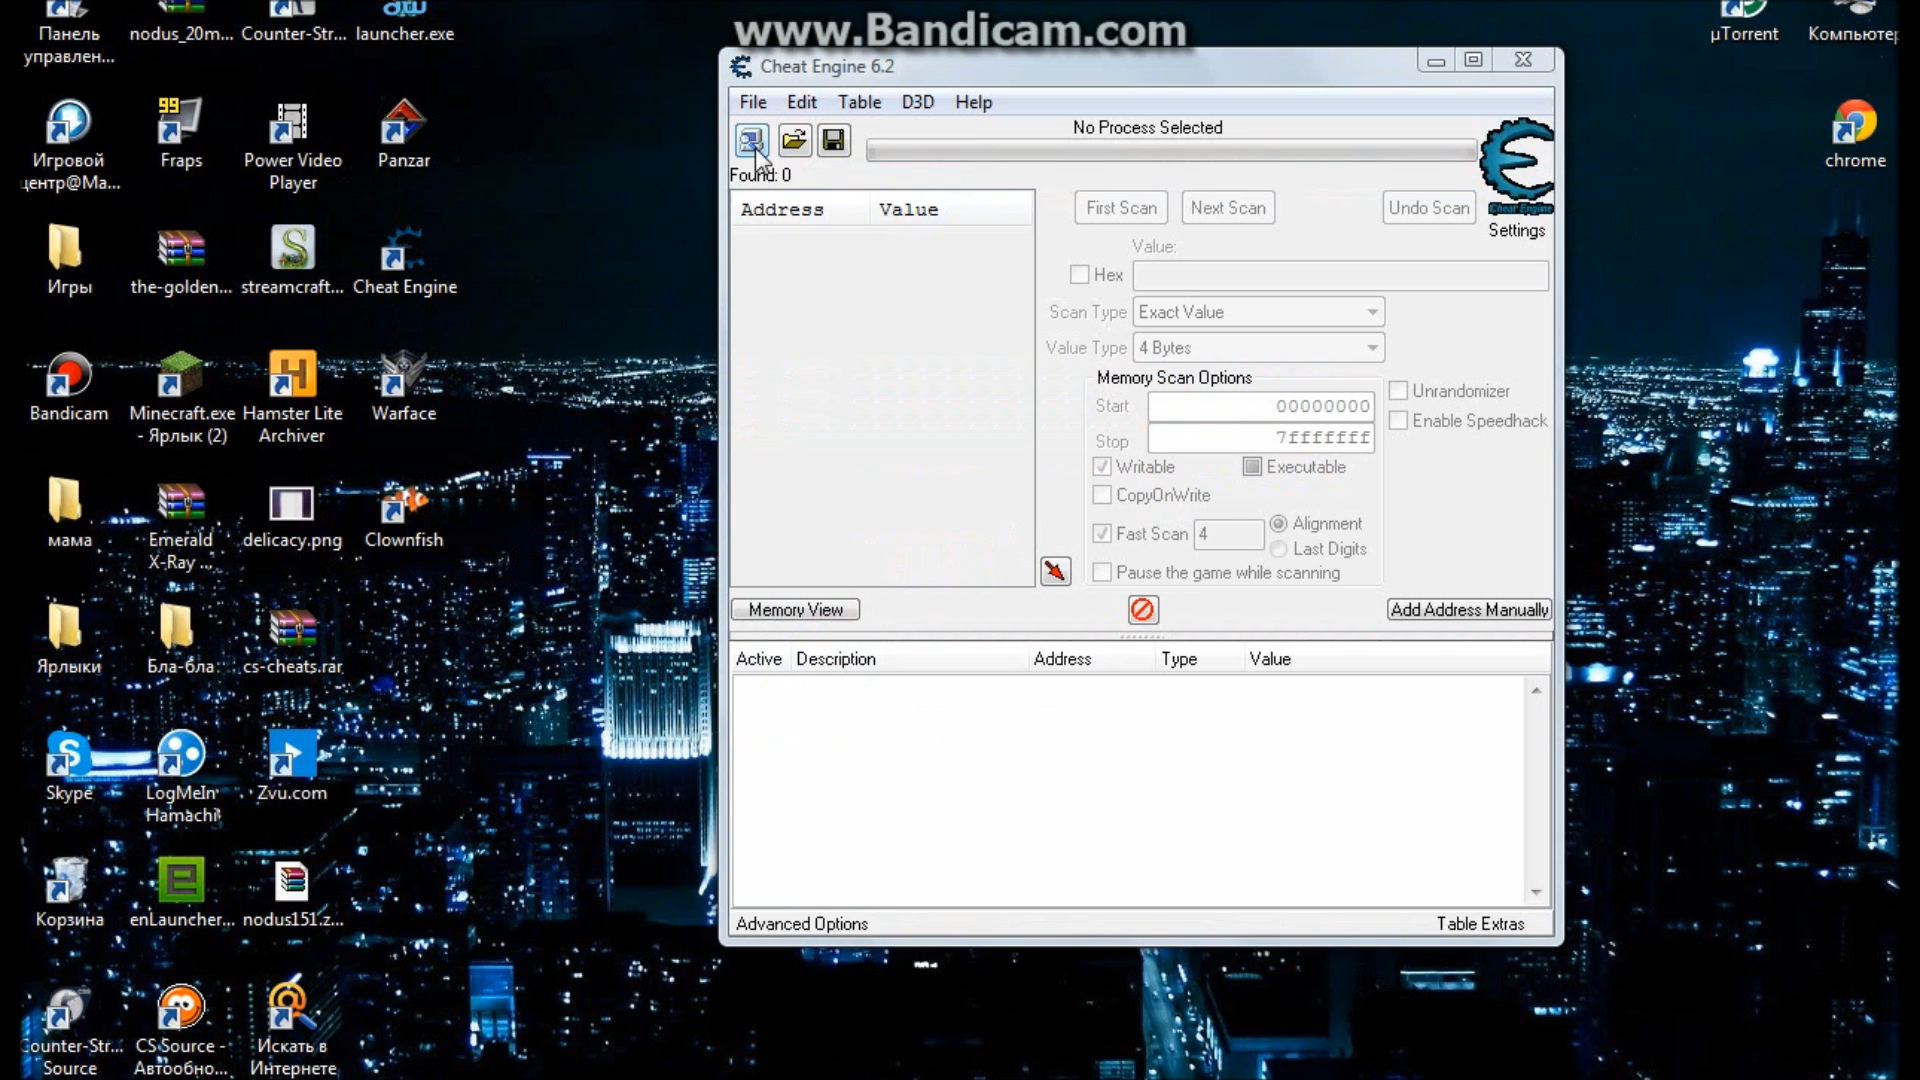 www.Bandicam.com
Панель
управлен...
nodus_20m...
Counter-Str...
launcher.exe
µTorrent
Компьютер
Игровой
центр@Ма...
Fraps
99
Power Video
Player
Panzar
chrome
Игры
the-golden...
streamcraft...
Cheat Engine
Bandicam
Minecraft.exe
- Ярлык (2)
Hamster Lite
Archiver
Warface
мама
Emerald
X-Ray ...
delicacy.png
Clownfish
Ярлыки
Бла-бла
cs-cheats.rar
Skype
LogMeIn
Hamachi
Zvu.com
Корзина
enLauncher...
nodus151.z...
Counter-Str...
Source
CS Source -
Автообно...
Искать в
Интернете
Cheat Engine 6.2
File Edit Table D3D Help
No Process Selected
Found: 0
Address Value
First Scan Next Scan Undo Scan
Cheat Engine
Settings
Value:
Hex
Scan Type Exact Value
Value Type 4 Bytes
Memory Scan Options
Start 00000000
Stop 7fffffff
Unrandomizer
Enable Speedhack
Writable Executable
CopyOnWrite
Fast Scan 4
Alignment
Last Digits
Pause the game while scanning
Memory View
Add Address Manually
Active Description Address Type Value
Advanced Options Table Extras